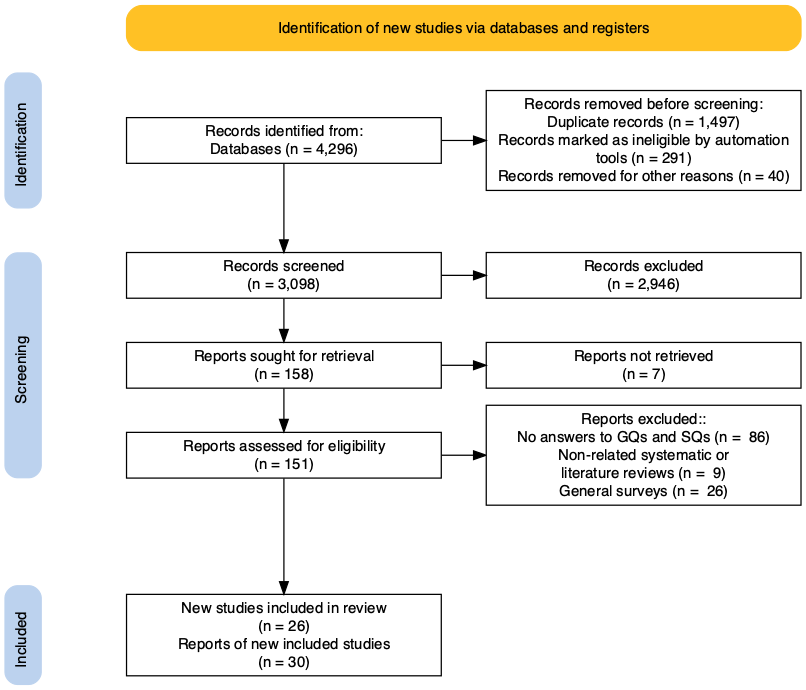 Identification of new studies via databases and registers
Identification
Records identified from:
Databases (n = 4,296)
Records removed before screening:
Duplicate records (n = 1,497)
Records marked as ineligible by automation
tools (n = 291)
Records removed for other reasons (n = 40)
Screening
Records screened
(n = 3,098)
Records excluded
(n = 2,946)
Reports sought for retrieval
(n = 158)
Reports not retrieved
(n = 7)
Reports assessed for eligibility
(n = 151)
Reports excluded::
No answers to GQs and SQs (n = 86)
Non-related systematic or
literature reviews (n = 9)
General surveys (n = 26)
Included
New studies included in review
(n = 26)
Reports of new included studies
(n = 30)